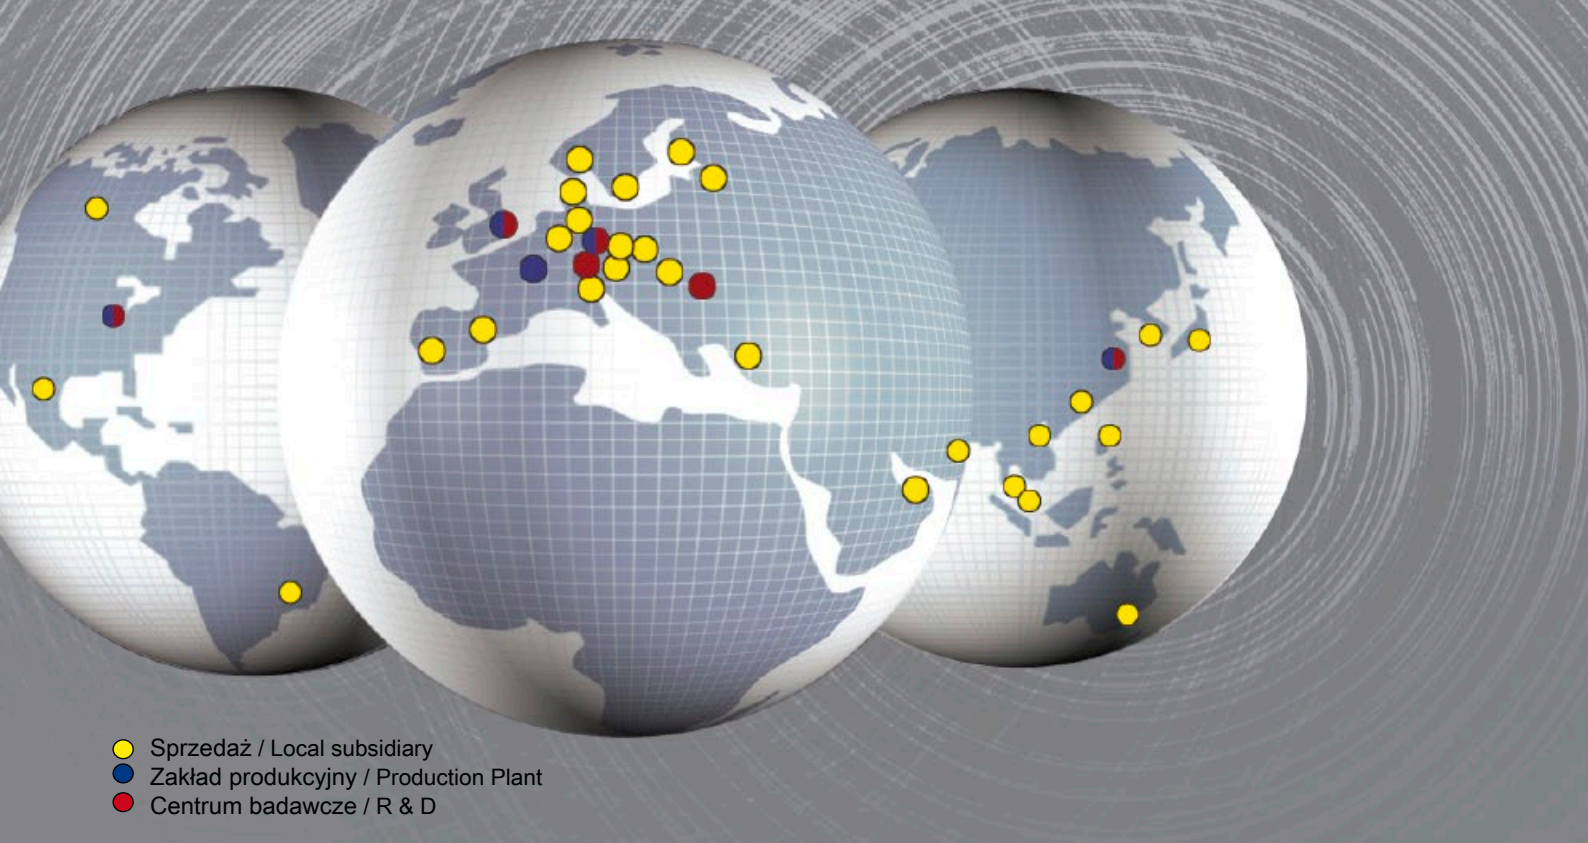 Sprzedaż / Local subsidiary
Zakład produkcyjny / Production Plant
Centrum badawcze / R & D